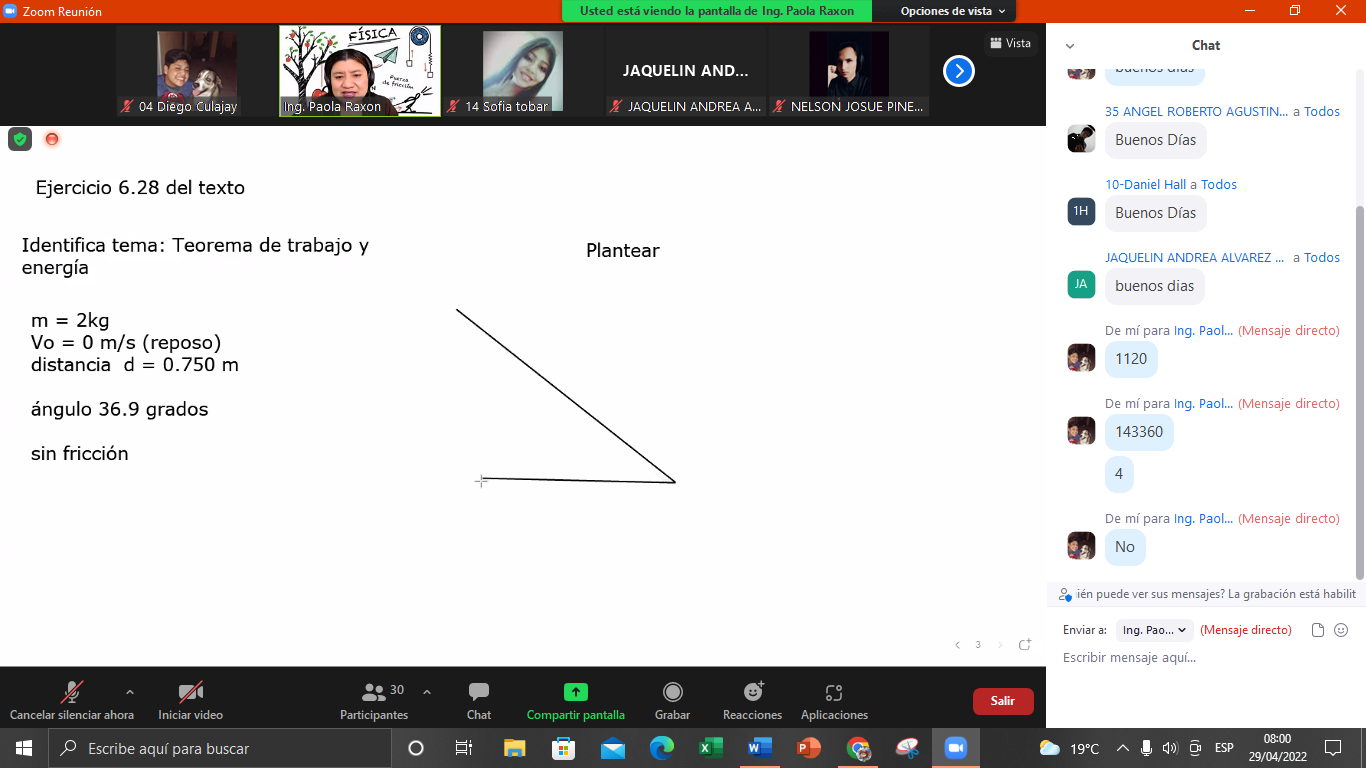 Zoom Reunión
Usted está viendo la pantalla de Ing. Paola Raxon
Opciones de vista
FÍSICA
Fuerza
de fricción
04 Diego Culajay
Ing. Paola Raxon
14 Sofia tobar
JAQUELIN AND...
JAQUELIN ANDREA A...
NELSON JOSUE PINE...
Vista
Ejercicio 6.28 del texto
Identifica tema: Teorema de trabajo y
energía
Plantear
m = 2kg
Vo = 0 m/s (reposo)
distancia d = 0.750 m
ángulo 36.9 grados
sin fricción
3
Chat
buenos dias
35 ANGEL ROBERTO AGUSTIN... a Todos
Buenos Días
10-Daniel Hall a Todos
1H
Buenos Días
JAQUELIN ANDREA ALVAREZ ... a Todos
JA
buenos dias
De mí para Ing. Paol... (Mensaje directo)
1120
De mí para Ing. Paol... (Mensaje directo)
143360
4
De mí para Ing. Paol... (Mensaje directo)
No
ién puede ver sus mensajes? La grabación está habilit
Enviar a: Ing. Pao... (Mensaje directo)
Escribir mensaje aquí...
Cancelar silenciar ahora
Iniciar video
30
Participantes
Chat
Compartir pantalla
Grabar
Reacciones
Aplicaciones
Salir
Escribe aquí para buscar
19°C
ESP
08:00
29/04/2022